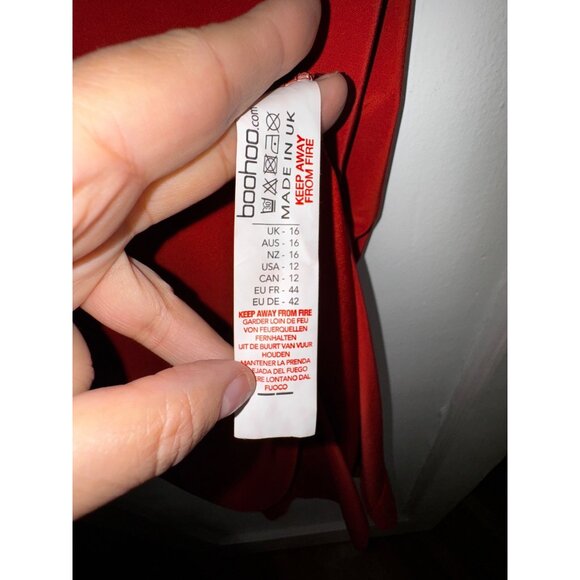 boohoo.com
30
MADE IN UK
KEEP AWAY
FROM FIRE
UK - 16
AUS - 16
NZ - 16
USA - 12
CAN - 12
EU FR - 44
EU DE - 42
KEEP AWAY FROM FIRE
GARDER LOIN DE FEU
VON FEUERQUELLEN
FERNHALTEN
UIT DE BUURT VAN VUUR
HOUDEN
MANTENER LA PRENDA
DEL FUEGO
LONTANO DAL
FUOCO